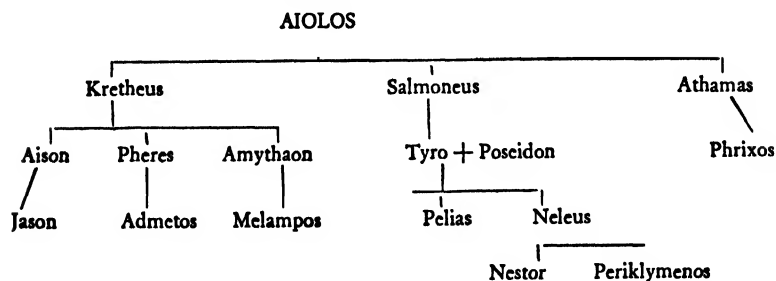 AIOLOS
Kretheus Salmoneus Athamas
Aison Pheres Amythaon Tyro + Poseidon Phrixos
Jason Admetos Melampos Pelias Neleus
Nestor Periklymenos